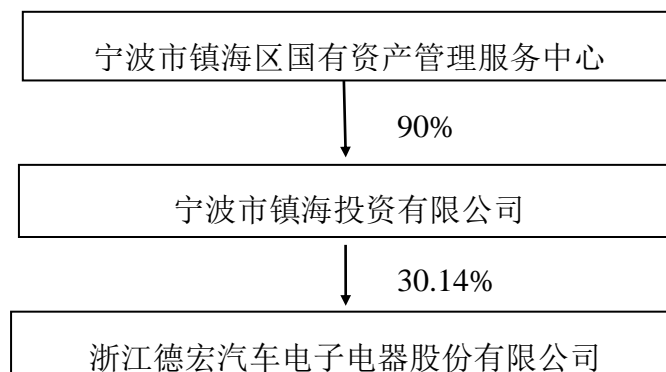 宁波市镇海区国有资产管理服务中心
90%
宁波市镇海投资有限公司
30.14%
浙江德宏汽车电子电器股份有限公司